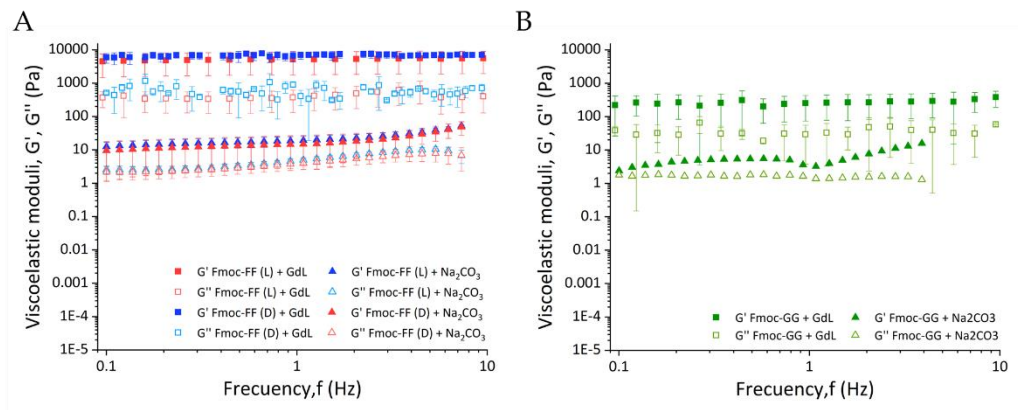 A
Viscoelastic moduli, G', G'' (Pa)
10000
1000
100
10
1
0.1
0.01
0.001
1E-4
1E-5
G' Fmoc-FF (L) + GdL
G'' Fmoc-FF (L) + GdL
G' Fmoc-FF (D) + GdL
G'' Fmoc-FF (D) + GdL
G' Fmoc-FF (L) + Na₂CO₃
G'' Fmoc-FF (L) + Na₂CO₃
G' Fmoc-FF (D) + Na₂CO₃
G'' Fmoc-FF (D) + Na₂CO₃
0.1 1 10
Frecuency,f (Hz)
B
Viscoelastic moduli, G', G'' (Pa)
10000
1000
100
10
1
0.1
0.01
0.001
1E-4
1E-5
G' Fmoc-GG + GdL
G'' Fmoc-GG + GdL
G' Fmoc-GG + Na2CO3
G'' Fmoc-GG + Na2CO3
0.1 1 10
Frecuency,f (Hz)